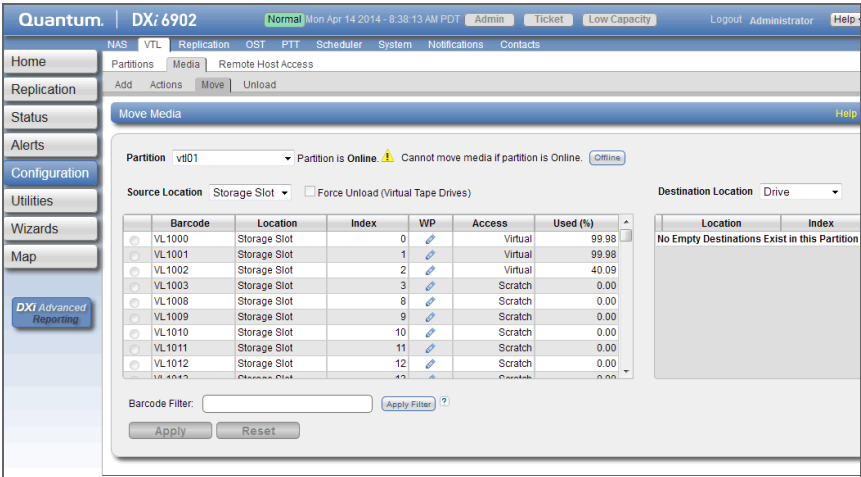 Quantum. DXi 6902 Normal Mon Apr 14 2014 - 8:38:13 AM PDT Admin Ticket Low Capacity Logout Administrator Help
NAS VTL Replication OST PTT Scheduler System Notifications Contacts
Home
Partitions Media Remote Host Access
Replication
Add Actions Move Unload
Status
Move Media Help
Alerts
Partition vtl01 Partition is Online. Cannot move media if partition is Online. Offline
Configuration
Source Location Storage Slot Force Unload (Virtual Tape Drives) Destination Location Drive
Utilities
Wizards
Map
Barcode Location Index WP Access Used (%) Location Index
VL1000 Storage Slot 0 Virtual 99.98 No Empty Destinations Exist in this Partition
VL1001 Storage Slot 1 Virtual 99.98
VL1002 Storage Slot 2 Virtual 40.09
VL1003 Storage Slot 3 Scratch 0.00
VL1008 Storage Slot 8 Scratch 0.00
DXi Advanced
Reporting
VL1009 Storage Slot 9 Scratch 0.00
VL1010 Storage Slot 10 Scratch 0.00
VL1011 Storage Slot 11 Scratch 0.00
VL1012 Storage Slot 12 Scratch 0.00
Barcode Filter: Apply Filter ?
Apply Reset